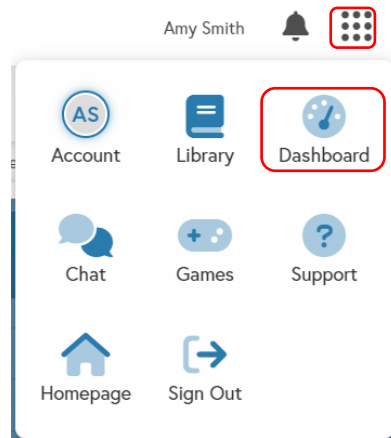 Amy Smith
AS
Account Library Dashboard
Chat Games Support
Homepage Sign Out